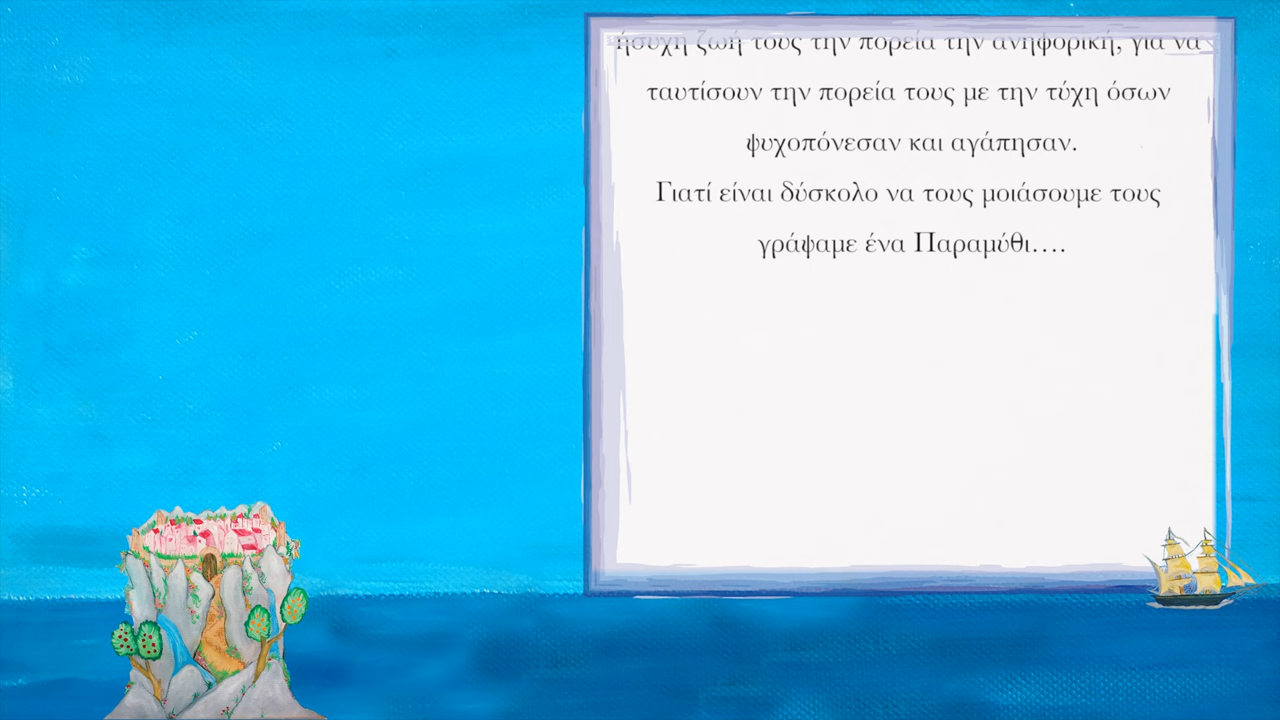 ήσυχη ζωή τους την πορεία την ανηφορική, για να
ταυτίσουν την πορεία τους με την τύχη όσων
ψυχοπόνεσαν και αγάπησαν.
Γιατί είναι δύσκολο να τους μοιάσουμε τους
γράψαμε ένα Παραμύθι….